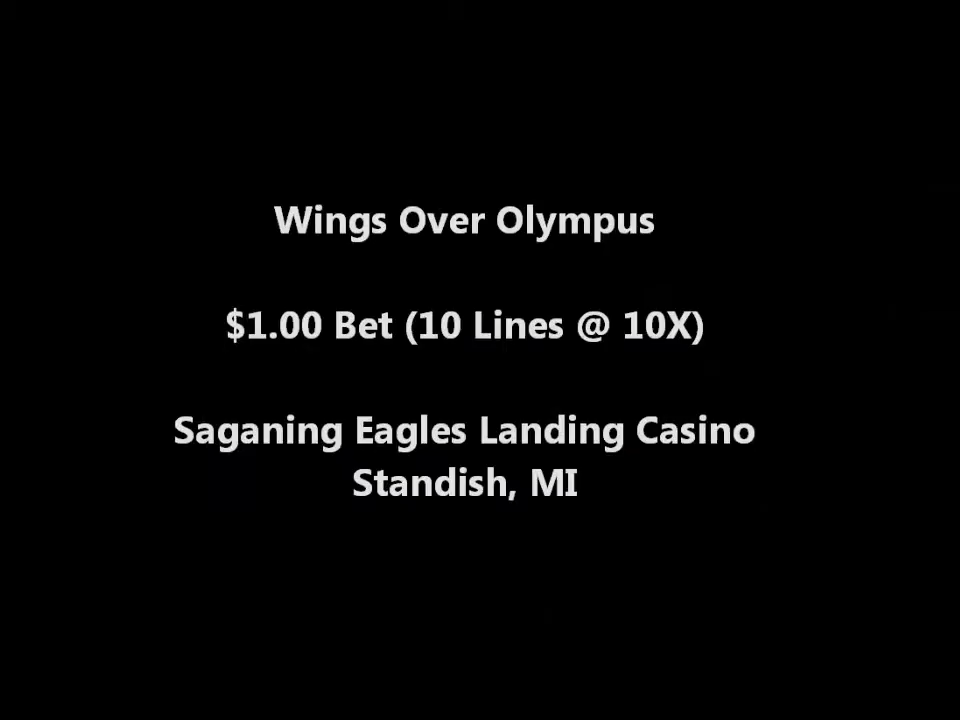 Wings Over Olympus
$1.00 Bet (10 Lines @ 10X)
Saganing Eagles Landing Casino
Standish, MI